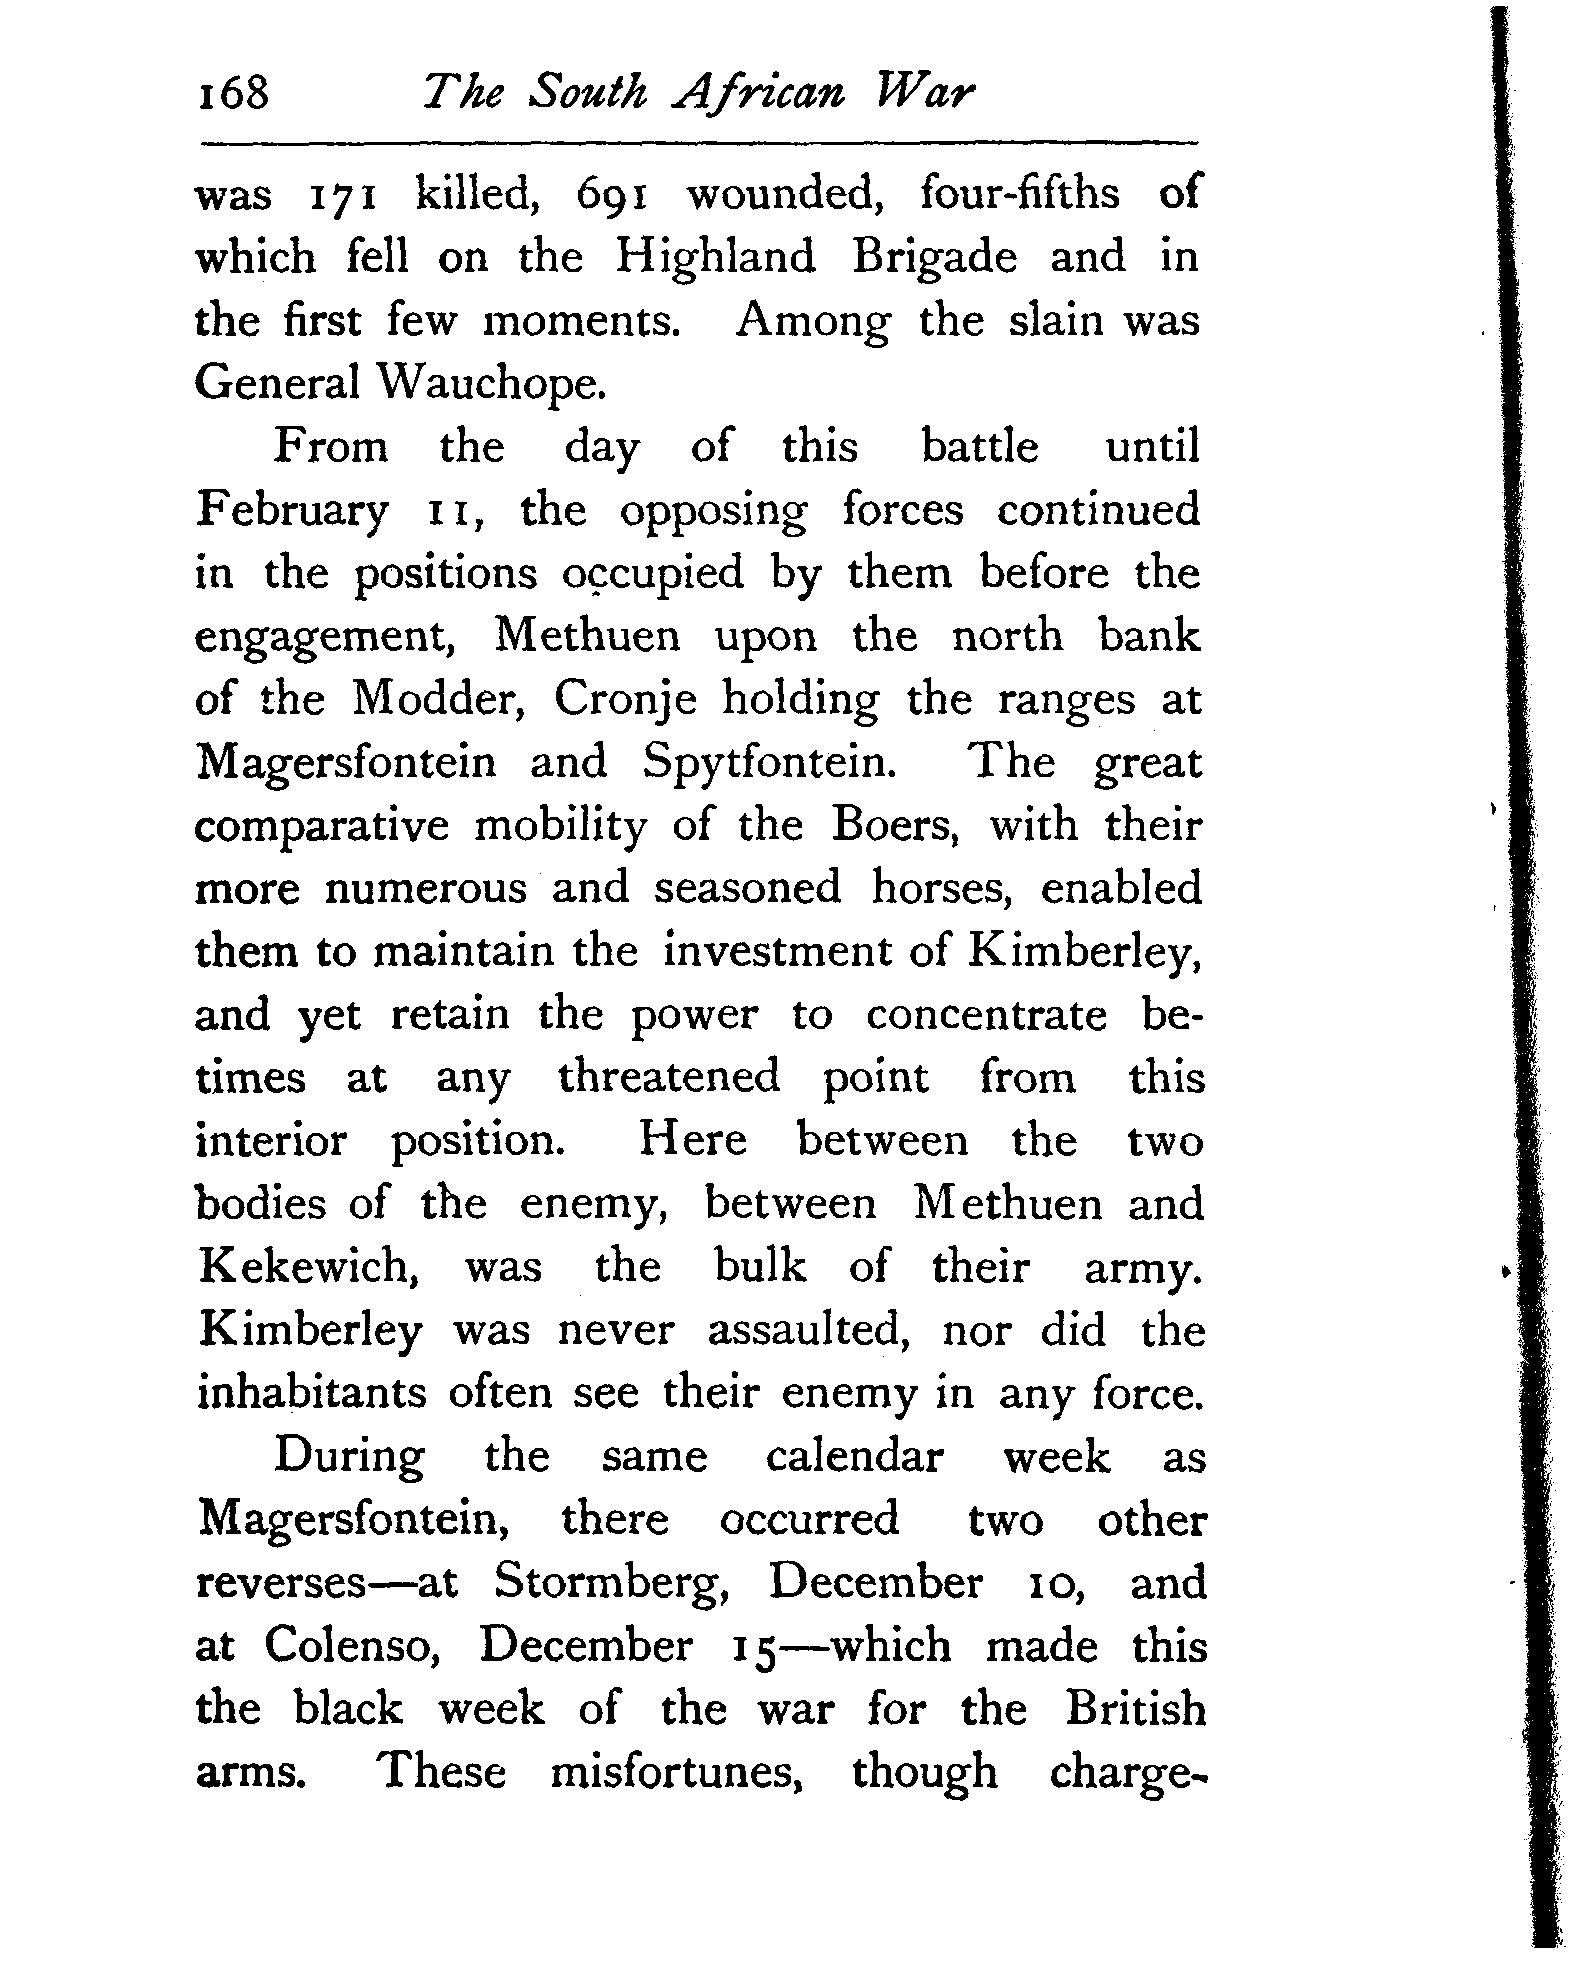 168 The South African War
was 171 killed, 691 wounded, four-fifths of
which fell on the Highland Brigade and in
the first few moments. Among the slain was
General Wauchope.
From the day of this battle until
February 11, the opposing forces continued
in the positions occupied by them before the
engagement, Methuen upon the north bank
of the Modder, Cronje holding the ranges at
Magersfontein and Spytfontein. The great
comparative mobility of the Boers, with their
more numerous and seasoned horses, enabled
them to maintain the investment of Kimberley,
and yet retain the power to concentrate be-
times at any threatened point from this
interior position. Here between the two
bodies of the enemy, between Methuen and
Kekewich, was the bulk of their army.
Kimberley was never assaulted, nor did the
inhabitants often see their enemy in any force.
During the same calendar week as
Magersfontein, there occurred two other
reverses—at Stormberg, December 10, and
at Colenso, December 15—which made this
the black week of the war for the British
arms. These misfortunes, though charge-